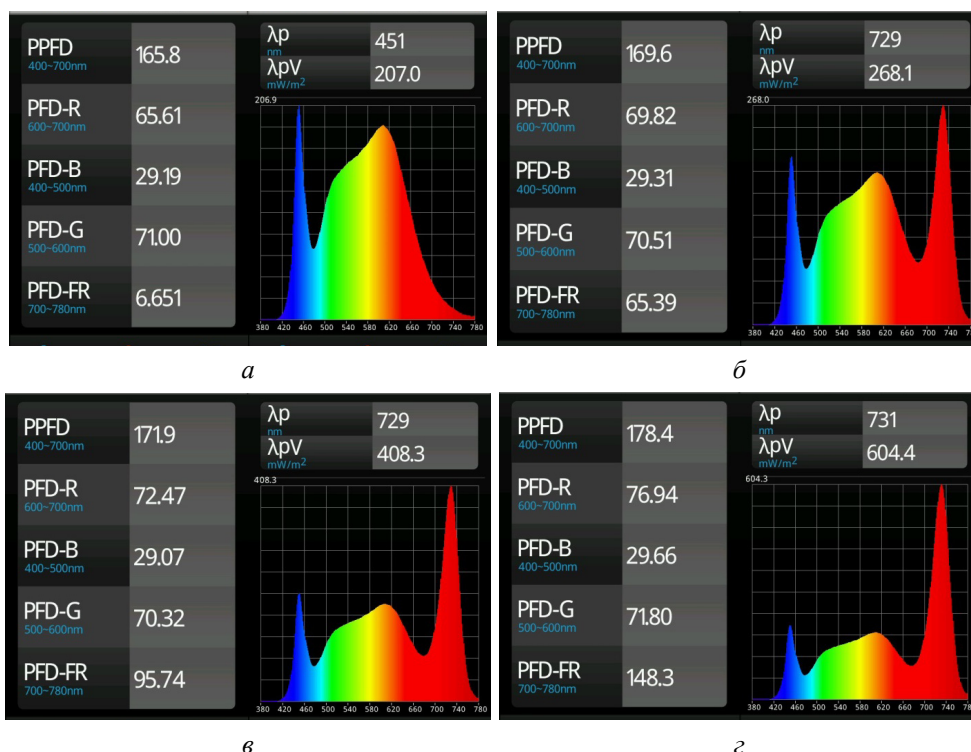 PPFD
400~700nm
165.8
PFD-R
600~700nm
65.61
PFD-B
400~500nm
29.19
PFD-G
500~600nm
71.00
PFD-FR
700~780nm
6.651
λp
nm
451
λpV
mW/m2
207.0
206.9
380 420 460 500 540 580 620 660 700 740 780
а
PPFD
400~700nm
169.6
PFD-R
600~700nm
69.82
PFD-B
400~500nm
29.31
PFD-G
500~600nm
70.51
PFD-FR
700~780nm
65.39
λp
nm
729
λpV
mW/m2
268.1
268.0
380 420 460 500 540 580 620 660 700 740 7
б
PPFD
400~700nm
171.9
PFD-R
600~700nm
72.47
PFD-B
400~500nm
29.07
PFD-G
500~600nm
70.32
PFD-FR
700~780nm
95.74
λp
nm
729
λpV
mW/m2
408.3
408.3
380 420 460 500 540 580 620 660 700 740 780
в
PPFD
400~700nm
178.4
PFD-R
600~700nm
76.94
PFD-B
400~500nm
29.66
PFD-G
500~600nm
71.80
PFD-FR
700~780nm
148.3
λp
nm
731
λpV
mW/m2
604.4
604.3
380 420 460 500 540 580 620 660 700 740 78
г